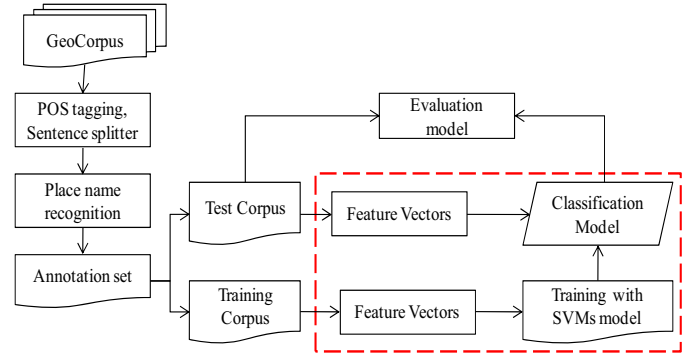 GeoCorpus
POS tagging,
Sentence splitter
Place name
recognition
Annotation set
Evaluation
model
Test Corpus
Feature Vectors
Classification
Model
Training
Corpus
Feature Vectors
Training with
SVMs model